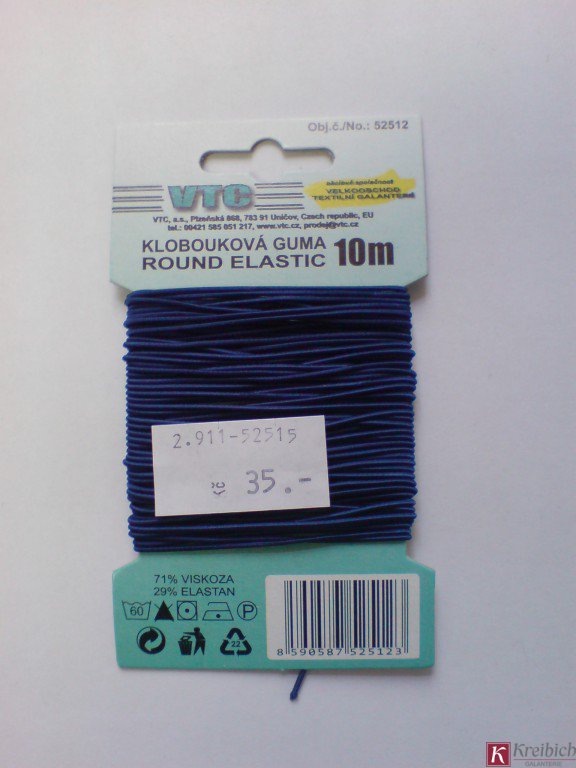 Obj.č./No.: 52512
VTC
obchodní společnost
VELKOOBCHOD
TEXTILNÍ GALANTERIE
VTC, a.s., Plzeňská 868, 783 91 Uničov, Czech republic, EU
tel.: 00421 585 051 217, www.vtc.cz, prodej@vtc.cz
KLOBOUKOVÁ GUMA 10m
ROUND ELASTIC
2.911-52515
Kč 35.-
71% VISKOZA
29% ELASTAN
60 P
22
8 590587 525123
K Kreibich
GALANTERIE